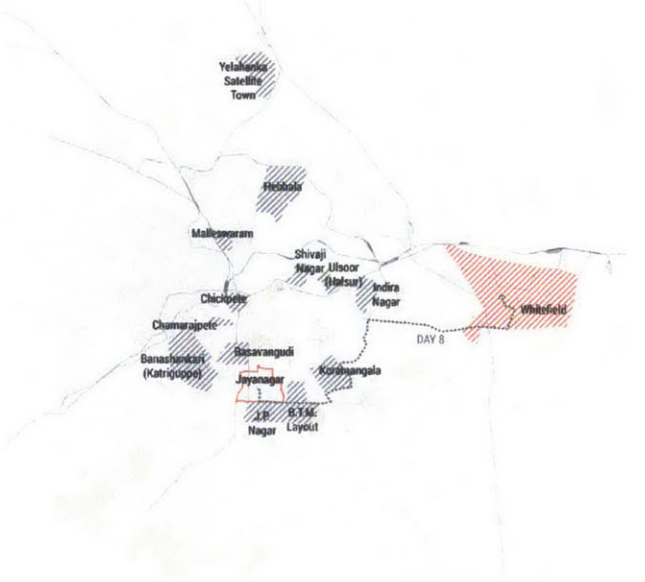 Yelahanka
Satellite
Town
Hebbala
Malleswaram
Shivaji
Nagar
Ulsoor
(Halsur)
Indira
Nagar
Chickpete
Whitefield
Chamarajpete
DAY 8
Basavangudi
Banashankari
(Katriguppe)
Koramangala
Jayanagar
J.P.
Nagar
B.T.M.
Layout